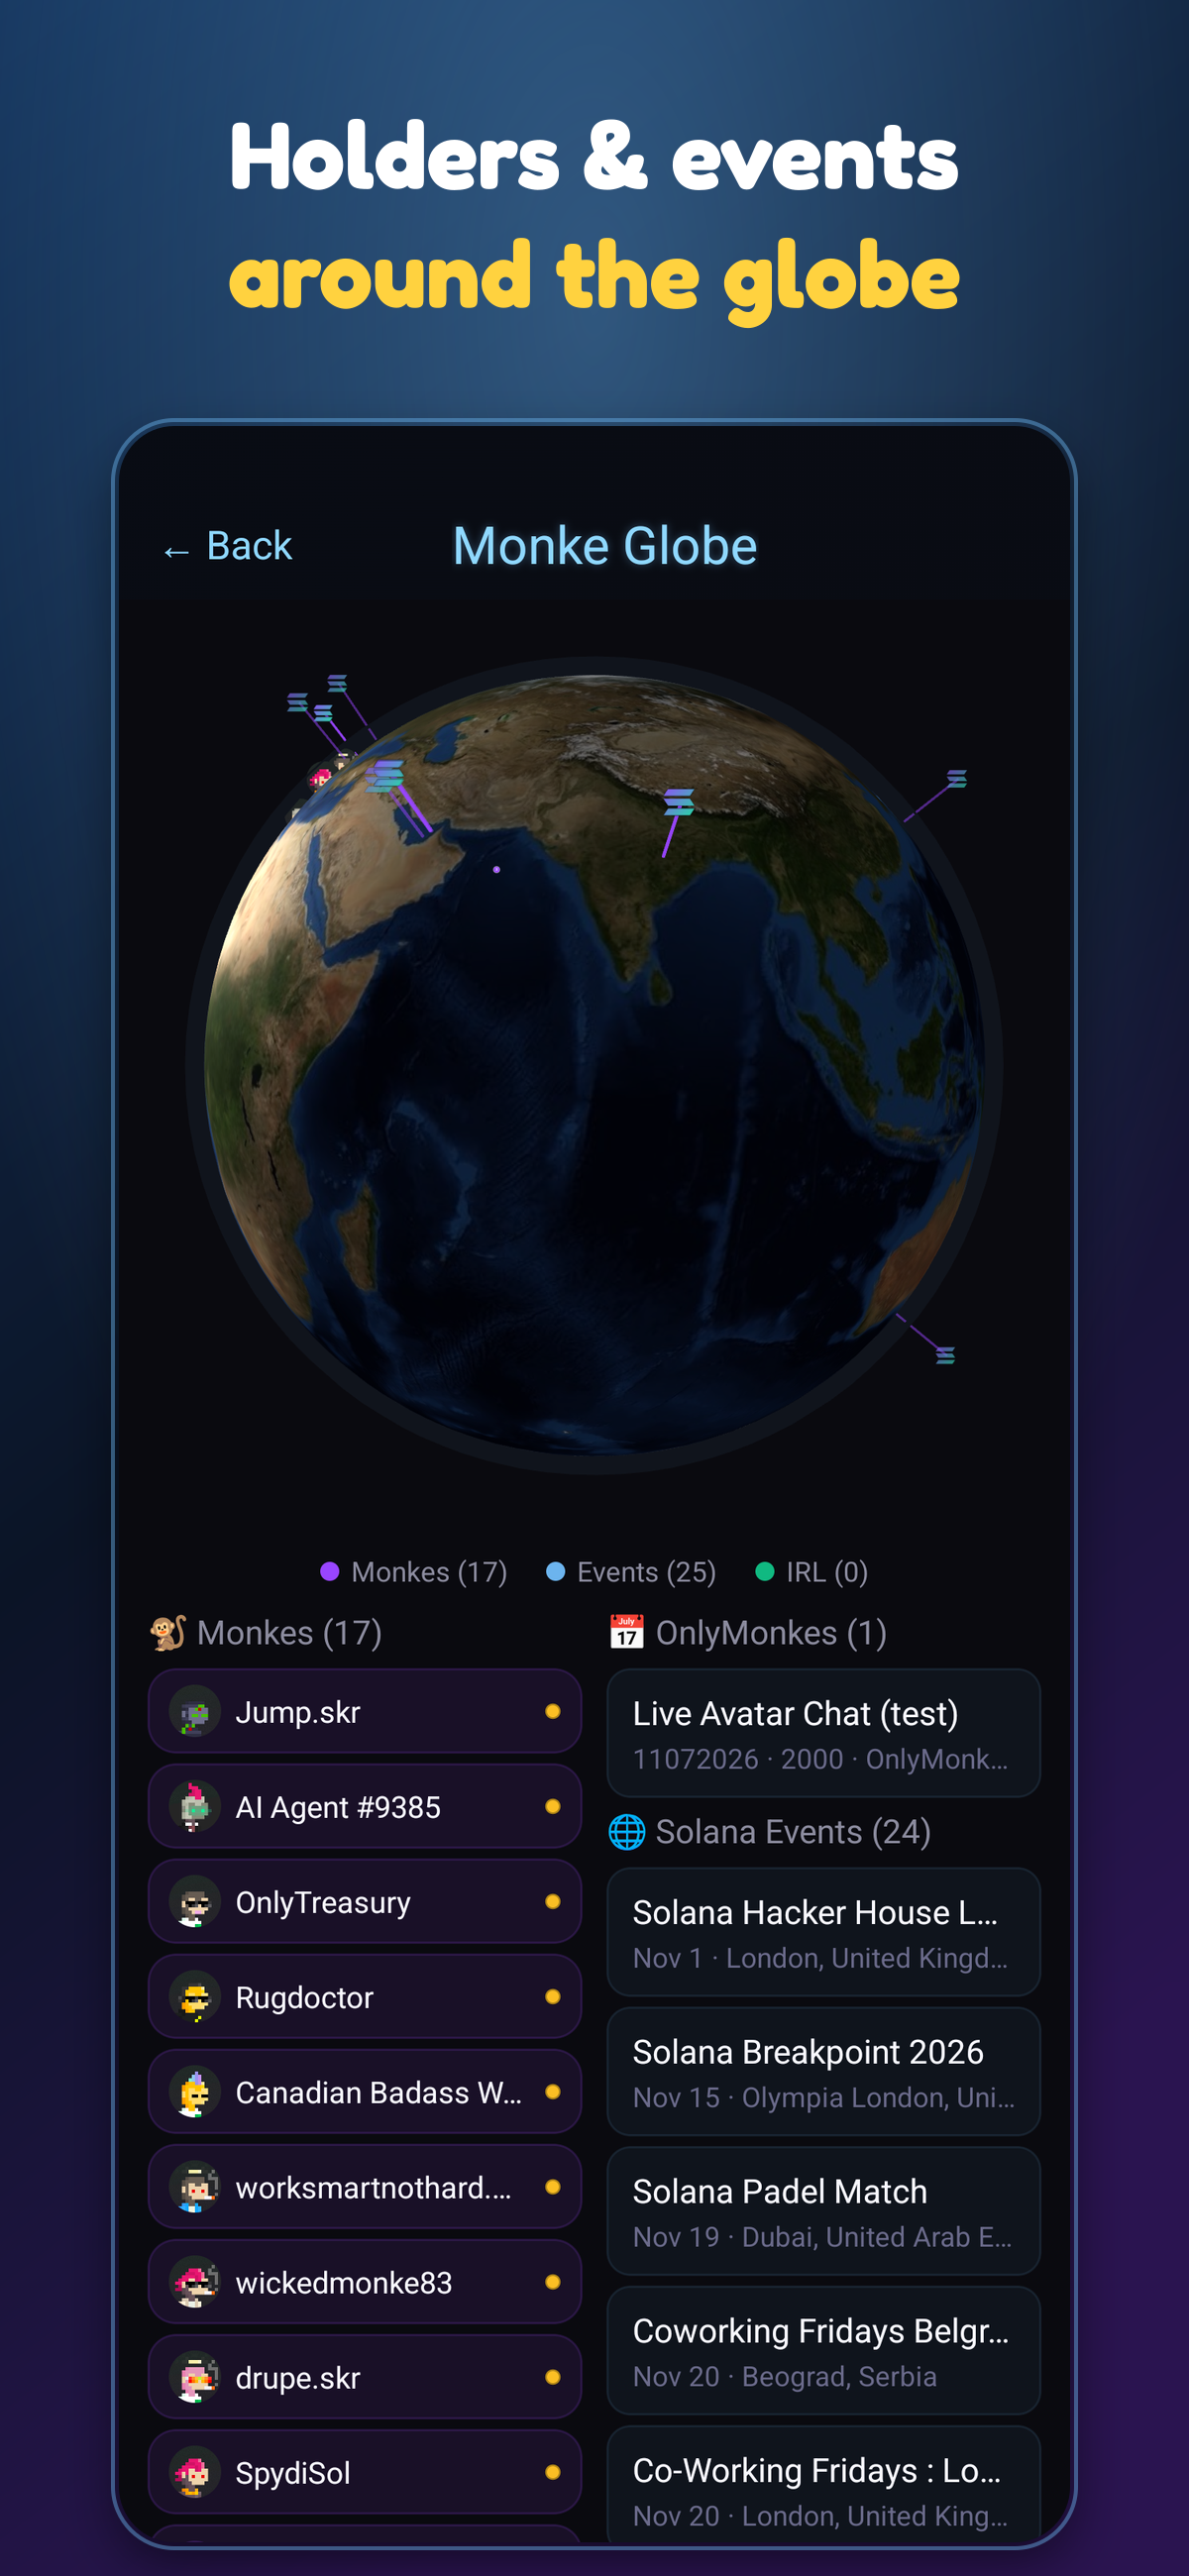 Holders & events
around the globe
← Back
Monke Globe
Monkes (17)
Events (25)
IRL (0)
🐒 Monkes (17)
Jump.skr
AI Agent #9385
OnlyTreasury
Rugdoctor
Canadian Badass W...
worksmartnothard....
wickedmonke83
drupe.skr
SpydiSol
July
17
OnlyMonkes (1)
Live Avatar Chat (test)
11072026 · 2000 · OnlyMonk...
🌐 Solana Events (24)
Solana Hacker House L...
Nov 1 · London, United Kingd...
Solana Breakpoint 2026
Nov 15 · Olympia London, Uni...
Solana Padel Match
Nov 19 · Dubai, United Arab E...
Coworking Fridays Belgr...
Nov 20 · Beograd, Serbia
Co-Working Fridays : Lo...
Nov 20 · London, United King...